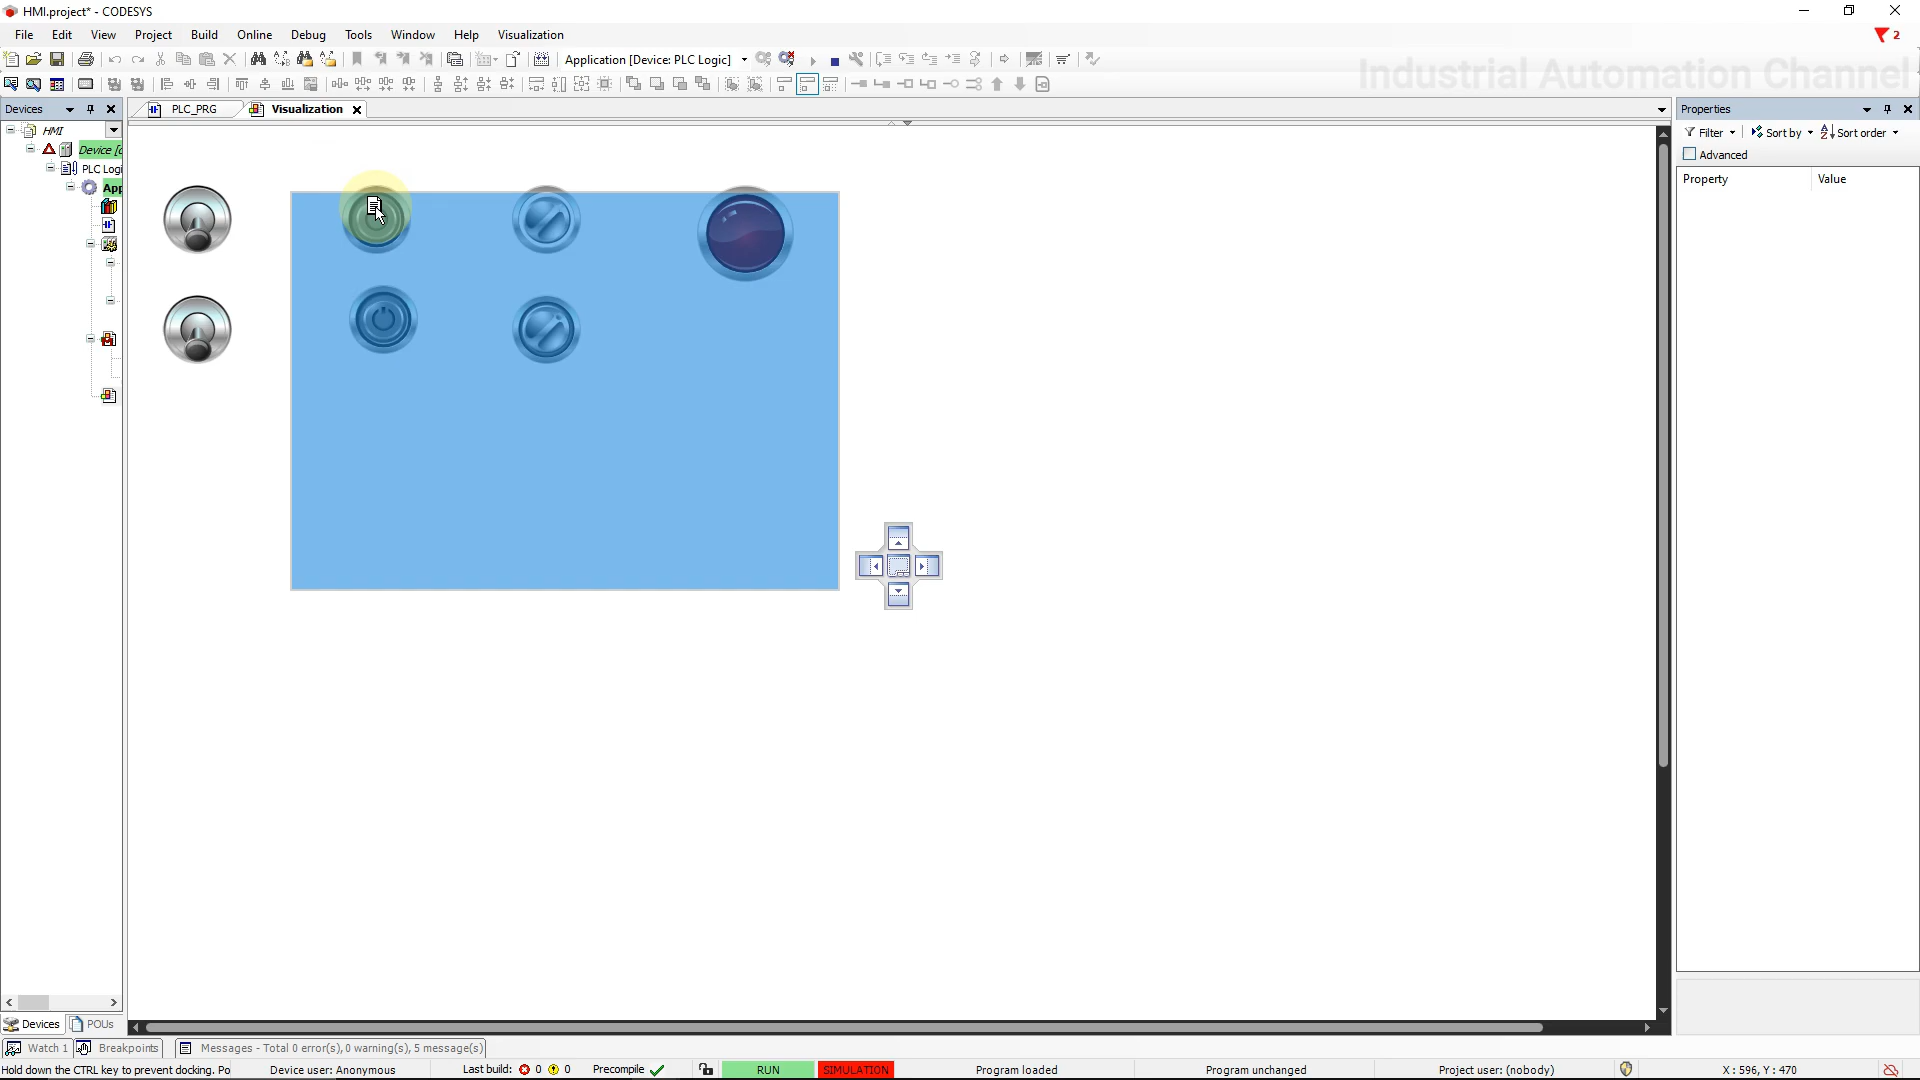 HMI.project* - CODESYS
File Edit View Project Build Online Debug Tools Window Help Visualization
2
Application [Device: PLC Logic]
Industrial Automation Channel
Devices
PLC_PRG
Visualization
Properties
HMI
Filter
Sort by
Sort order
Device [c
Advanced
PLC Logi
Property
Value
App
Devices
POUs
Watch 1
Breakpoints
Messages - Total 0 error(s), 0 warning(s), 5 message(s)
Hold down the CTRL key to prevent docking. Po
Device user: Anonymous
Last build: 0 0
Precompile
RUN
SIMULATION
Program loaded
Program unchanged
Project user: (nobody)
X: 596, Y: 470